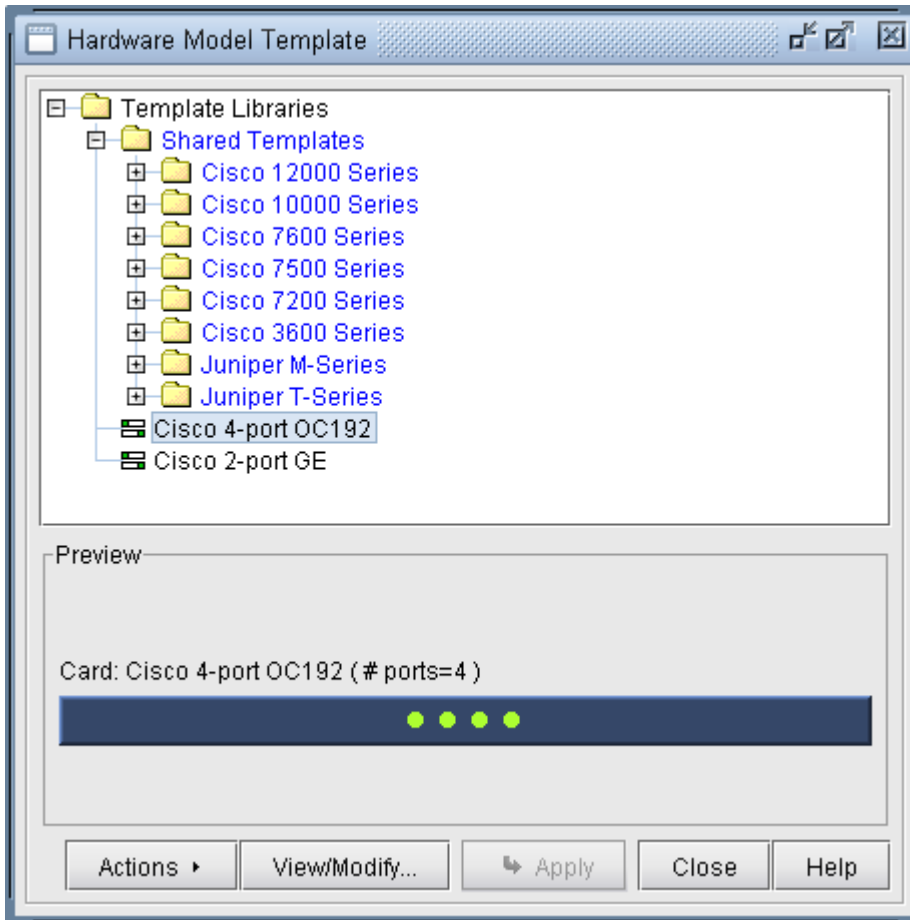 Hardware Model Template
Template Libraries
Shared Templates
Cisco 12000 Series
Cisco 10000 Series
Cisco 7600 Series
Cisco 7500 Series
Cisco 7200 Series
Cisco 3600 Series
Juniper M-Series
Juniper T-Series
Cisco 4-port OC192
Cisco 2-port GE
Preview
Card: Cisco 4-port OC192 ( # ports=4 )
Actions View/Modify... Apply Close Help